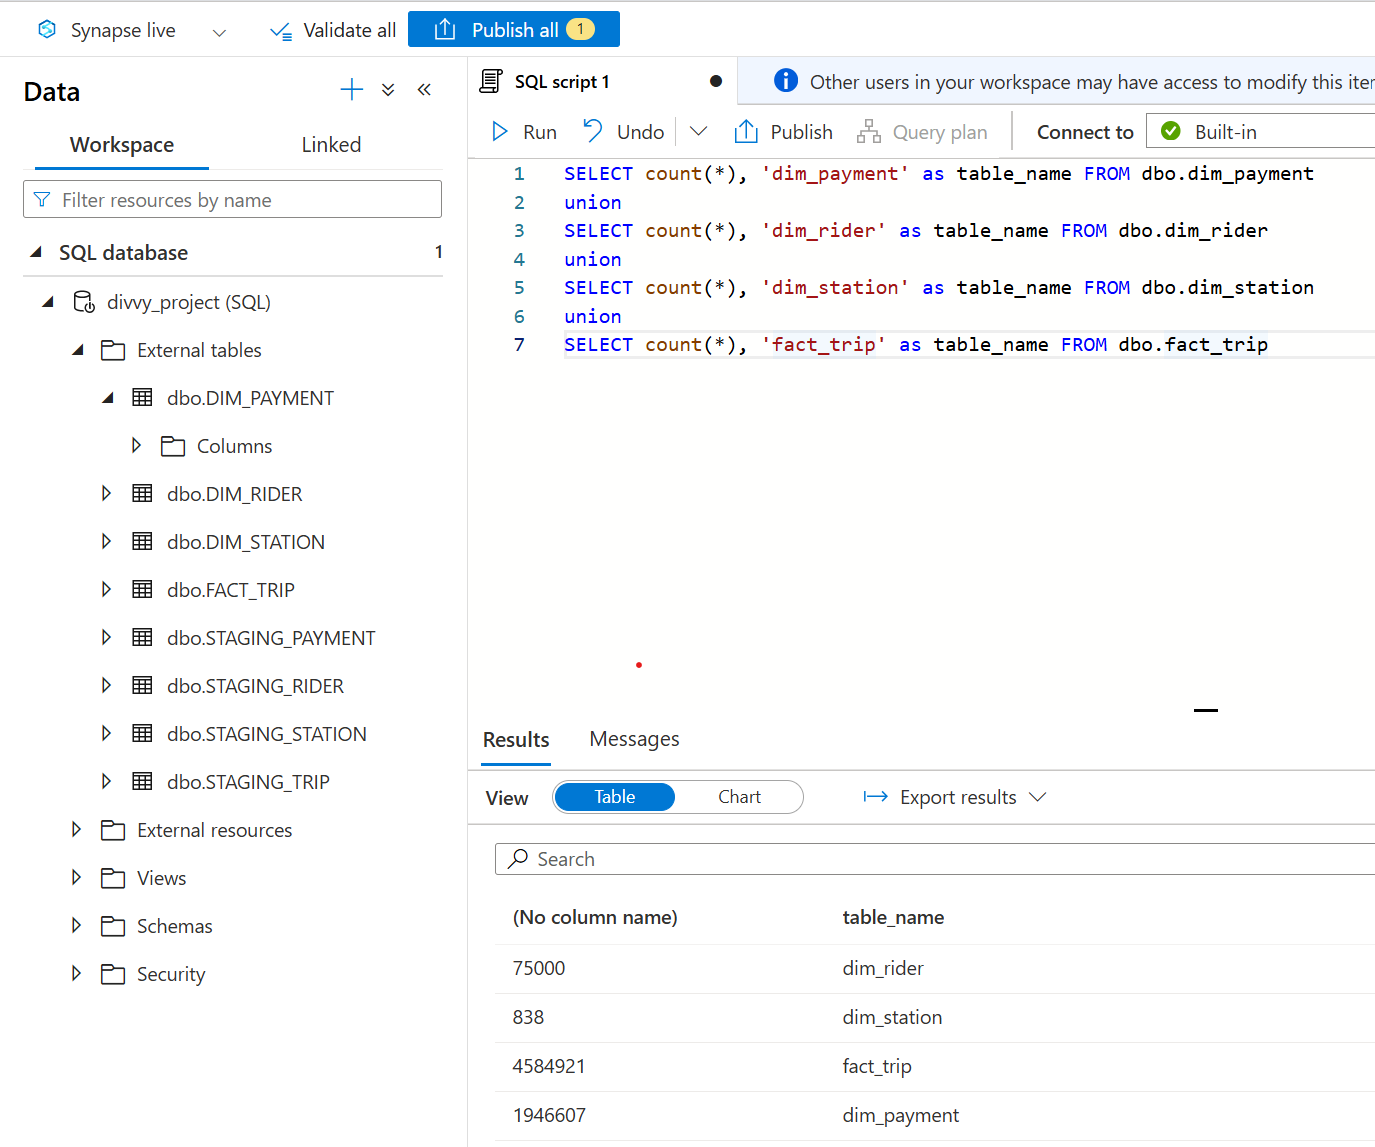 Synapse live
Validate all
Publish all 1
Data
Workspace
Linked
Filter resources by name
SQL database 1
divvy_project (SQL)
External tables
dbo.DIM_PAYMENT
Columns
dbo.DIM_RIDER
dbo.DIM_STATION
dbo.FACT_TRIP
dbo.STAGING_PAYMENT
dbo.STAGING_RIDER
dbo.STAGING_STATION
dbo.STAGING_TRIP
External resources
Views
Schemas
Security
SQL script 1
Other users in your workspace may have access to modify this iter
Run
Undo
Publish
Query plan
Connect to
Built-in
1 SELECT count(*), 'dim_payment' as table_name FROM dbo.dim_payment
2 union
3 SELECT count(*), 'dim_rider' as table_name FROM dbo.dim_rider
4 union
5 SELECT count(*), 'dim_station' as table_name FROM dbo.dim_station
6 union
7 SELECT count(*), 'fact_trip' as table_name FROM dbo.fact_trip
Results
Messages
View
Table
Chart
Export results
Search
(No column name) table_name
75000 dim_rider
838 dim_station
4584921 fact_trip
1946607 dim_payment